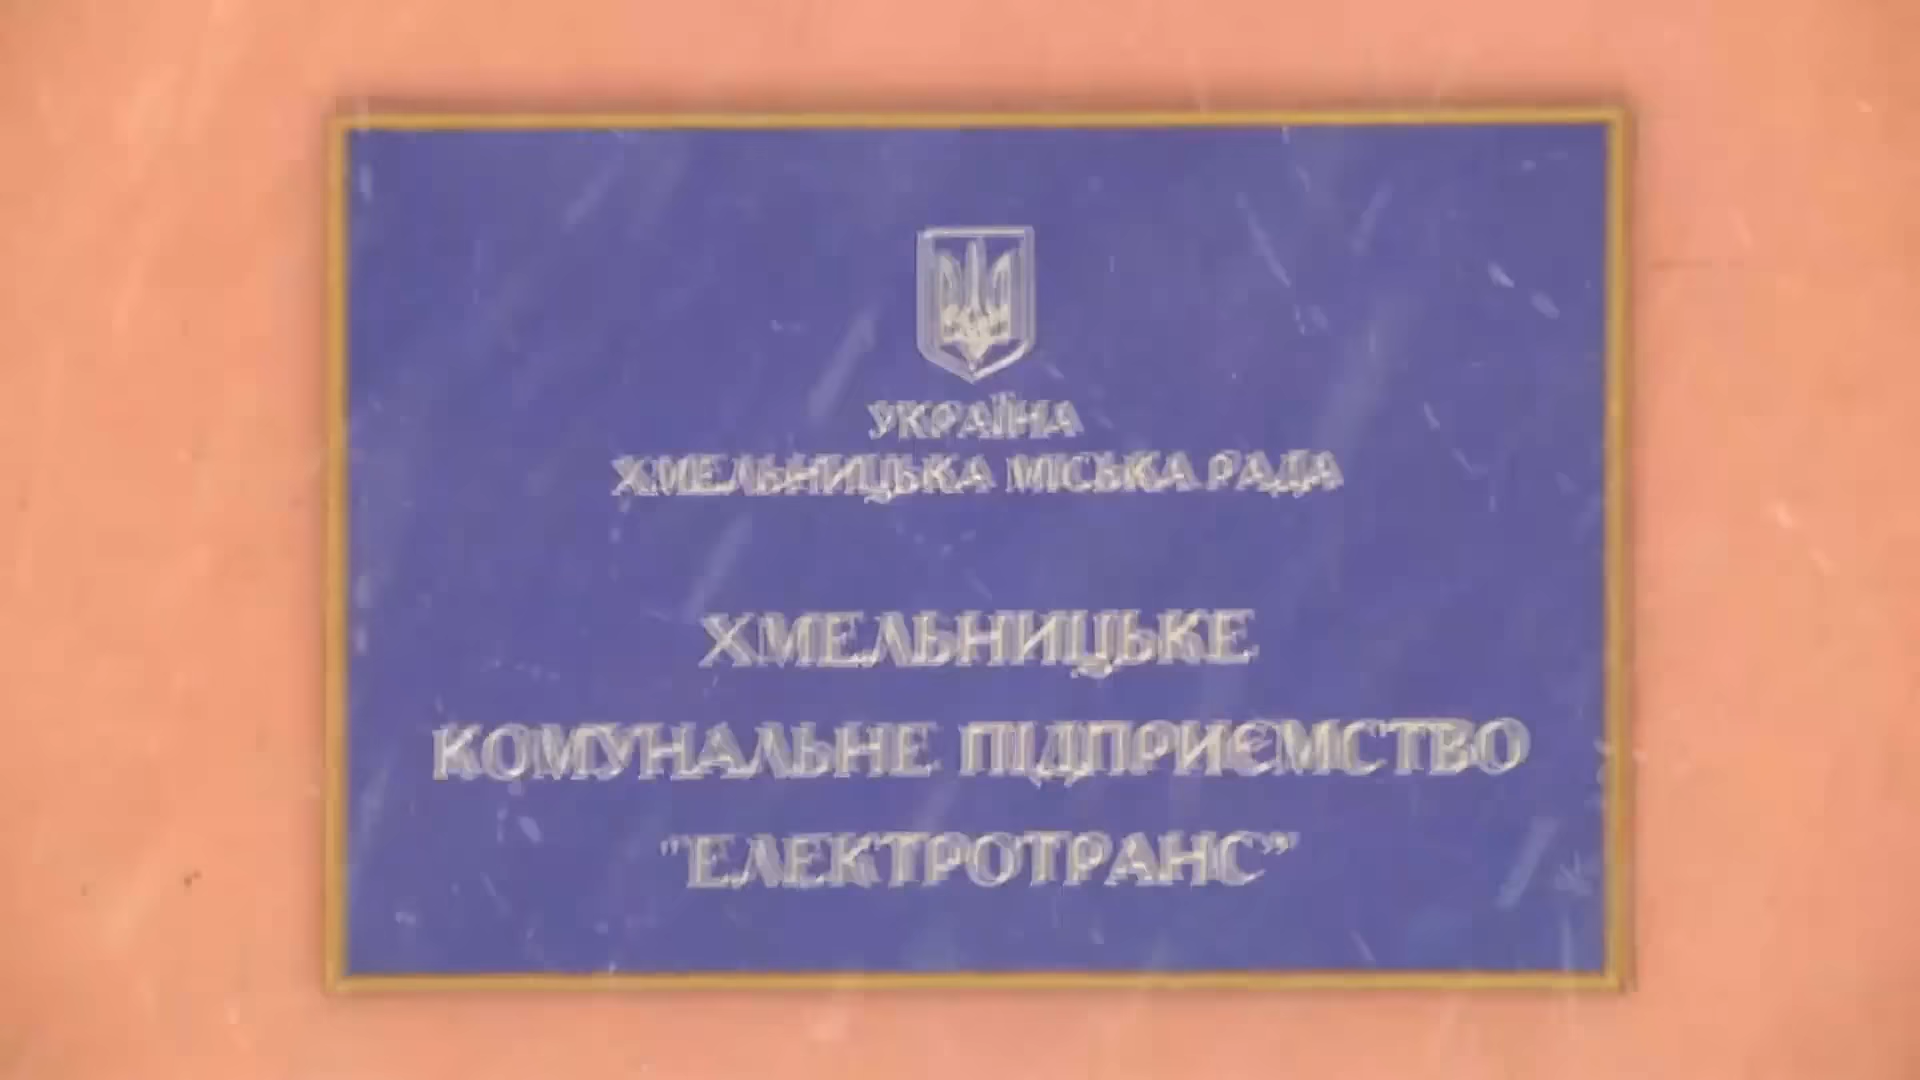 УКРАЇНА
ХМЕЛЬНИЦЬКА МІСЬКА РАДА
ХМЕЛЬНИЦЬКЕ
КОМУНАЛЬНЕ ПІДПРИЄМСТВО
"ЕЛЕКТРОТРАНС"